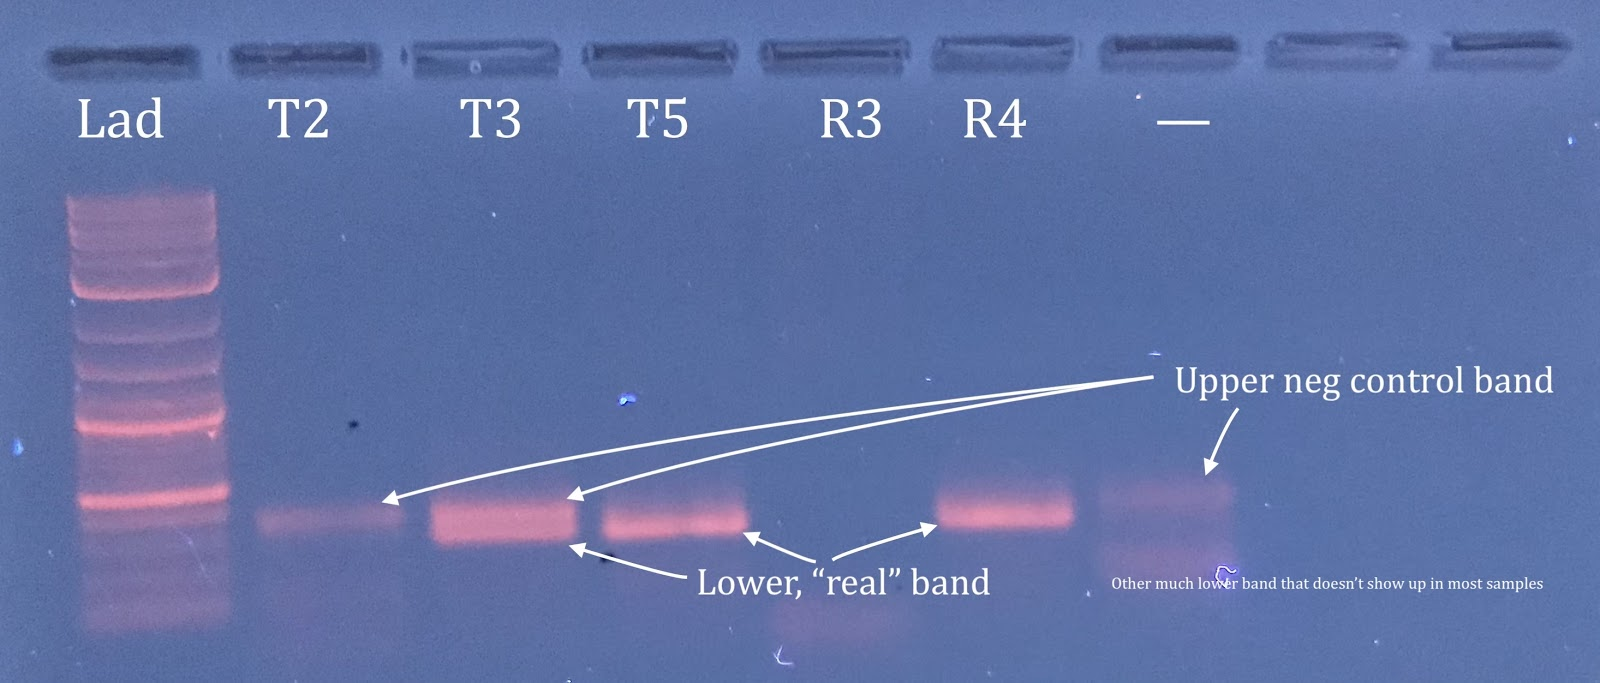 Lad T2 T3 T5 R3 R4 —
Upper neg control band
Lower, “real” band
Other much lower band that doesn’t show up in most samples